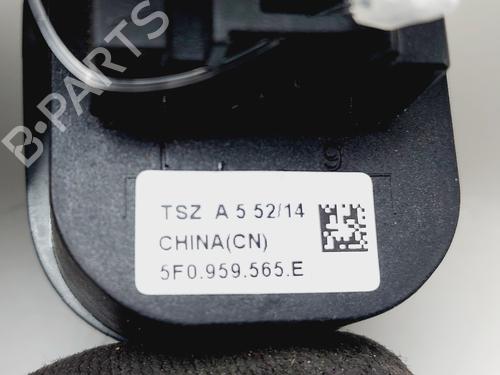 B-PARTS
TSZ A 5 52/14
CHINA(CN)
5F0.959.565.E